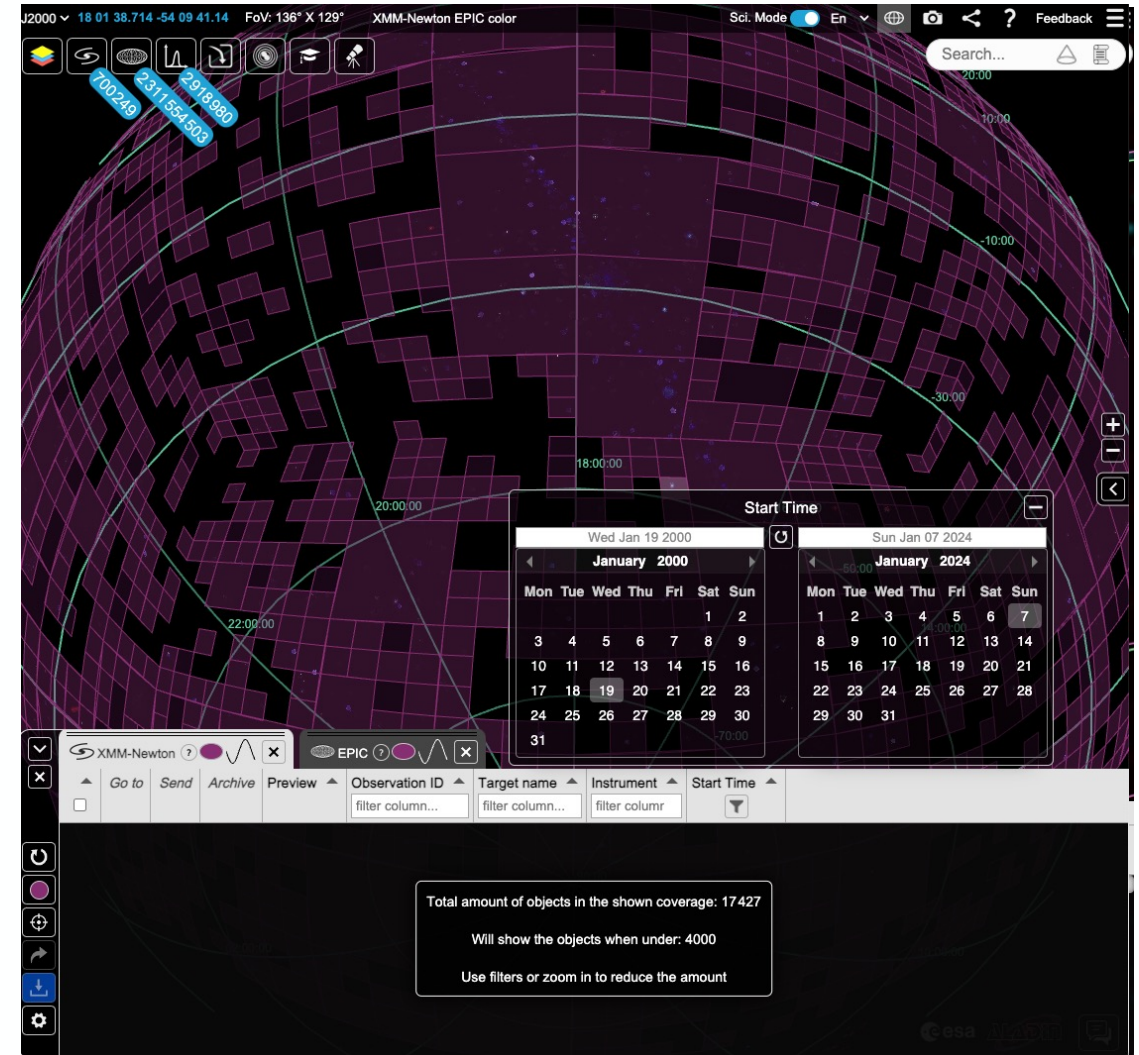 J2000 18 01 38.714 -54 09 41.14 FoV: 136° X 129° XMM-Newton EPIC color Sci. Mode En ? Feedback
Search...
700249
2311554503
2918980
20:00
10:00
-10:00
-30:00
18:00:00
20:00:00
22:00:00
Start Time
Wed Jan 19 2000
January 2000
Mon Tue Wed Thu Fri Sat Sun
1 2
3 4 5 6 7 8 9
10 11 12 13 14 15 16
17 18 19 20 21 22 23
24 25 26 27 28 29 30
31
Sun Jan 07 2024
-50:00
January 2024
Mon Tue Wed Thu Fri Sat Sun
1 2 3 4 5 6 7
14:00:00
8 9 10 11 12 13 14
15 16 17 18 19 20 21
22 23 24 25 26 27 28
29 30 31
-70:00
XMM-Newton ?
EPIC ?
Go to Send Archive Preview Observation ID Target name Instrument Start Time
filter column... filter column... filter columr
Total amount of objects in the shown coverage: 17427
Will show the objects when under: 4000
Use filters or zoom in to reduce the amount
esa